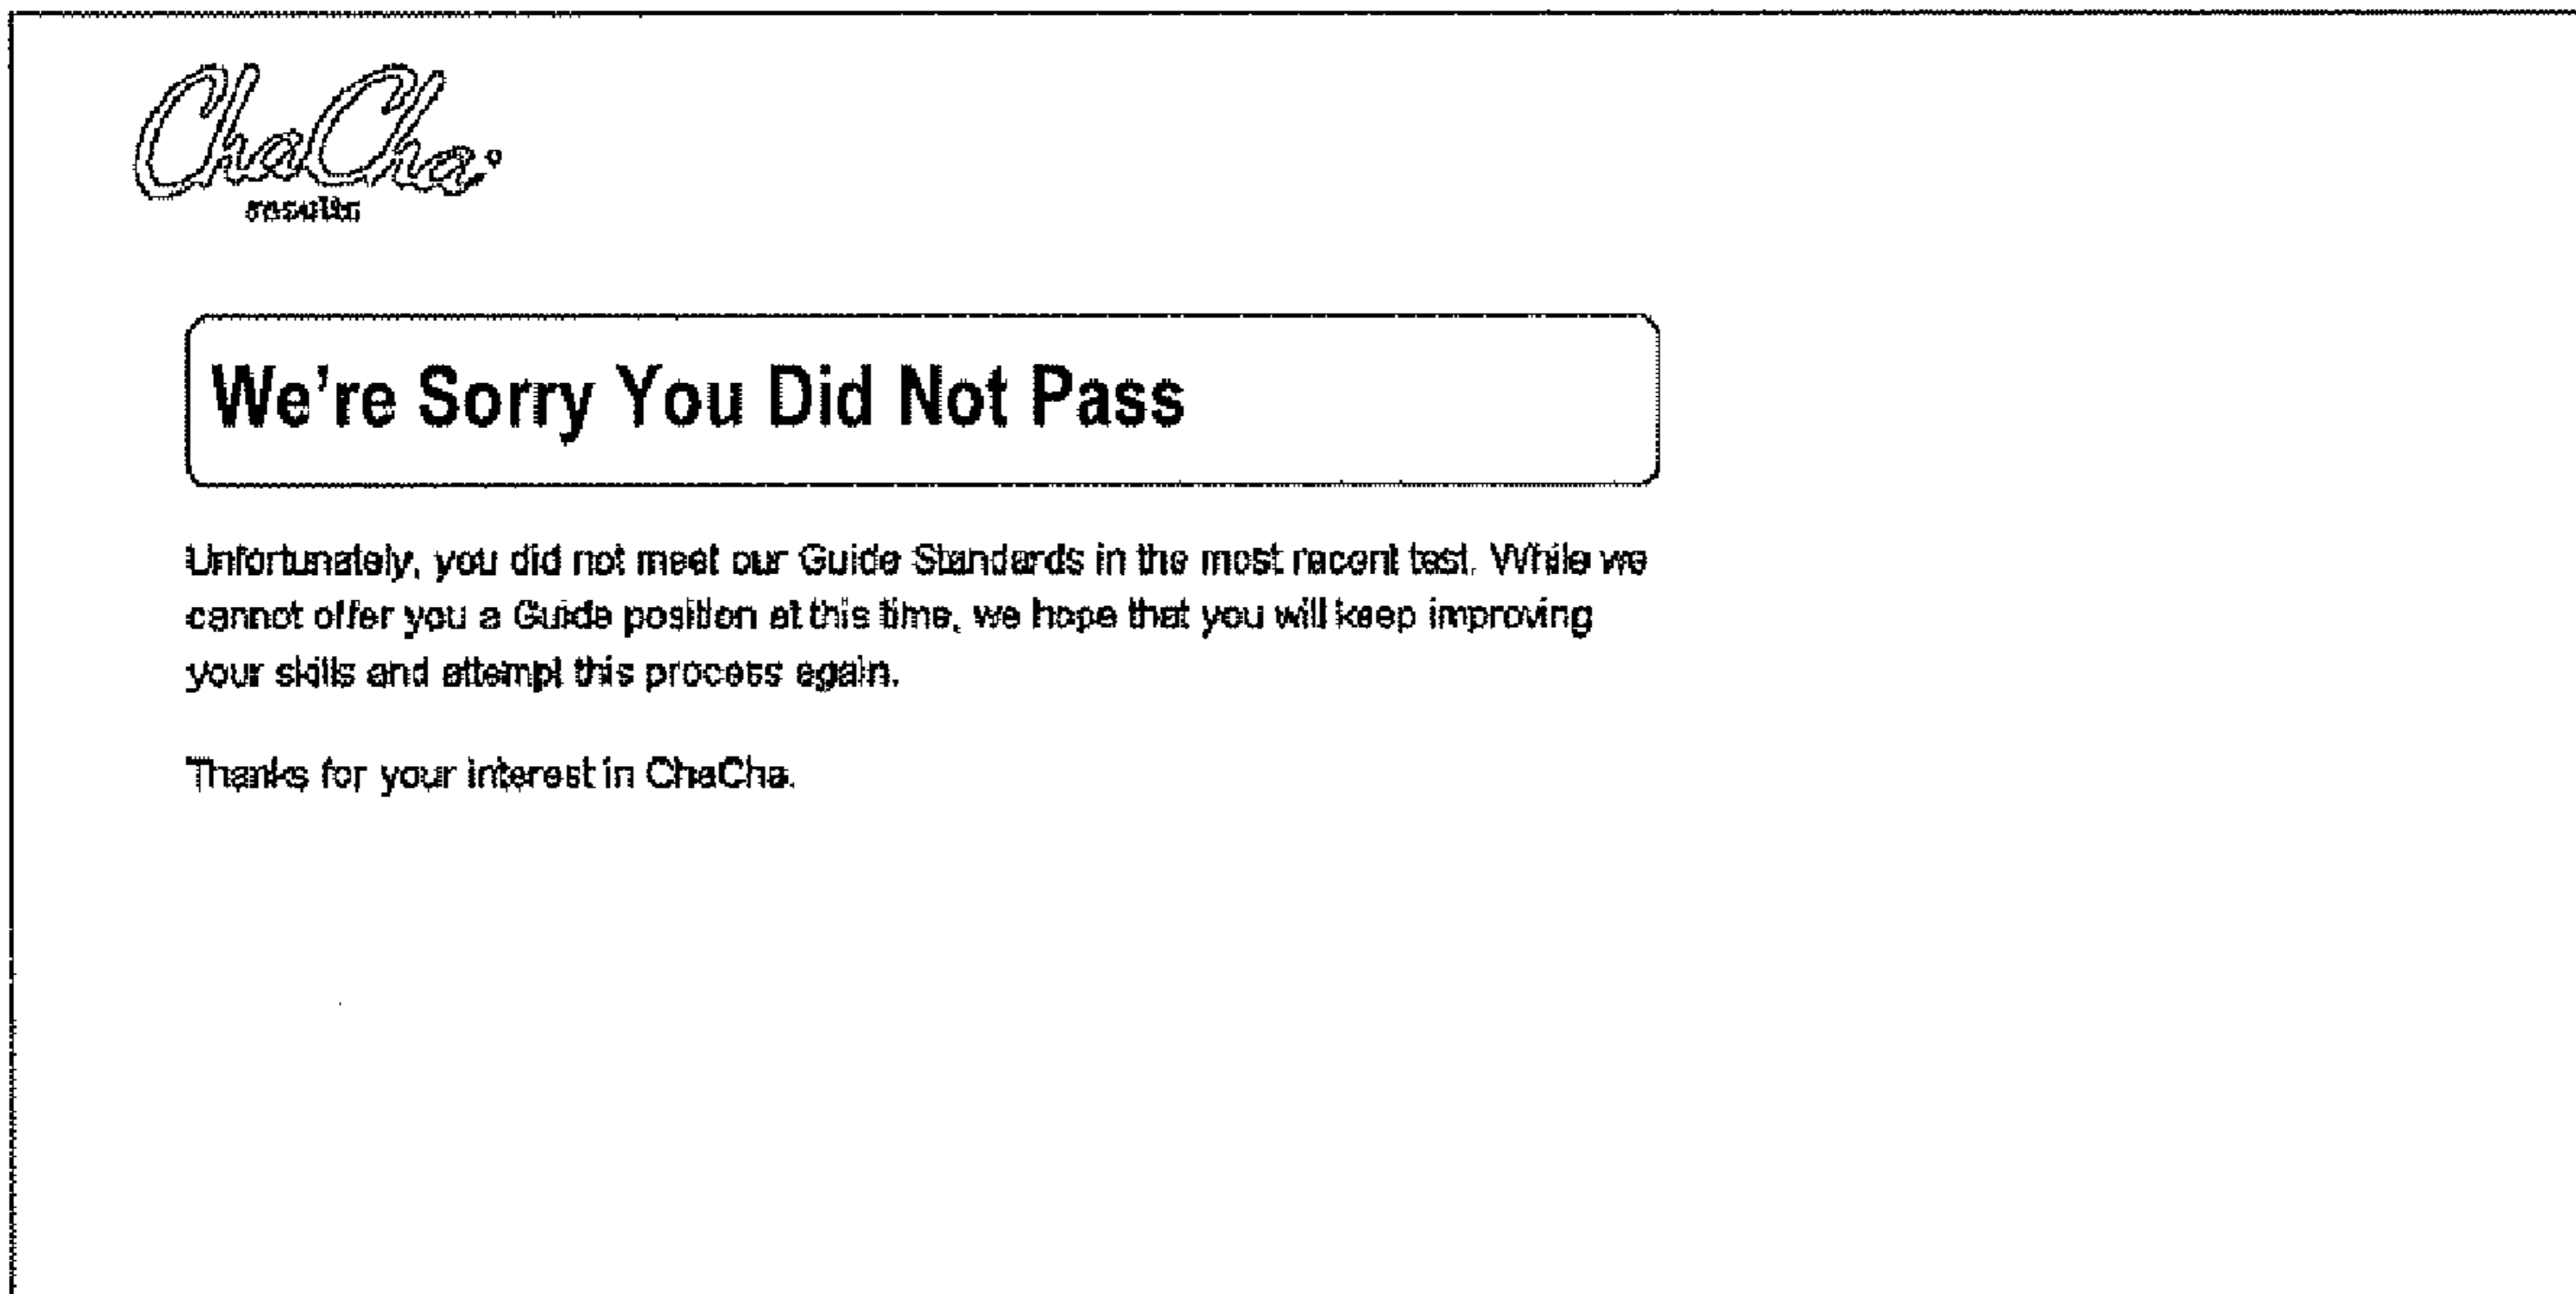 ChaCha
results
We're Sorry You Did Not Pass
Unfortunately, you did not meet our Guide Standards in the most recent test. While we
cannot offer you a Guide position at this time, we hope that you will keep improving
your skills and attempt this process again.
Thanks for your interest in ChaCha.